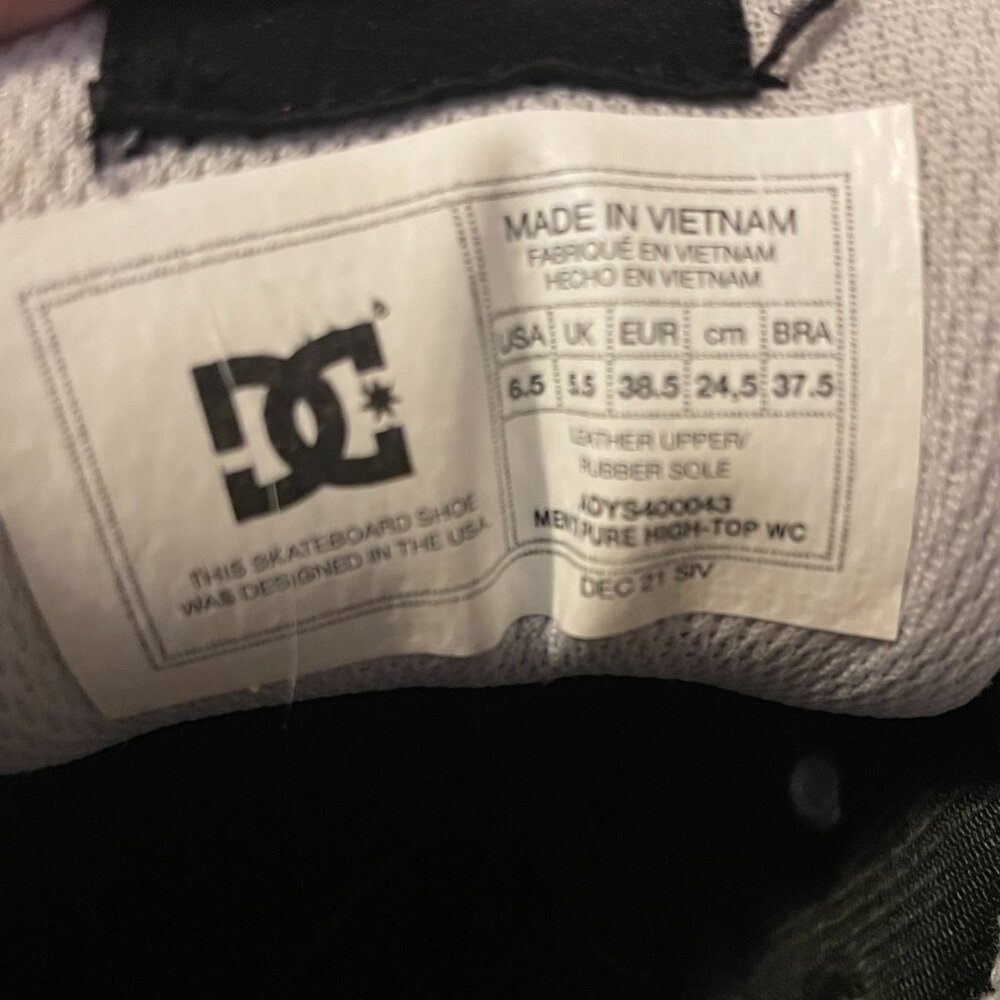 DC
THIS SKATEBOARD SHOE
WAS DESIGNED IN THE USA
MADE IN VIETNAM
FABRIQUÉ EN VIETNAM
HECHO EN VIETNAM
USA UK EUR cm BRA
6.5 5.5 38.5 24,5 37.5
LEATHER UPPER/
RUBBER SOLE
ADYS400043
PURE HIGH-TOP WC
DEC 21 SIV